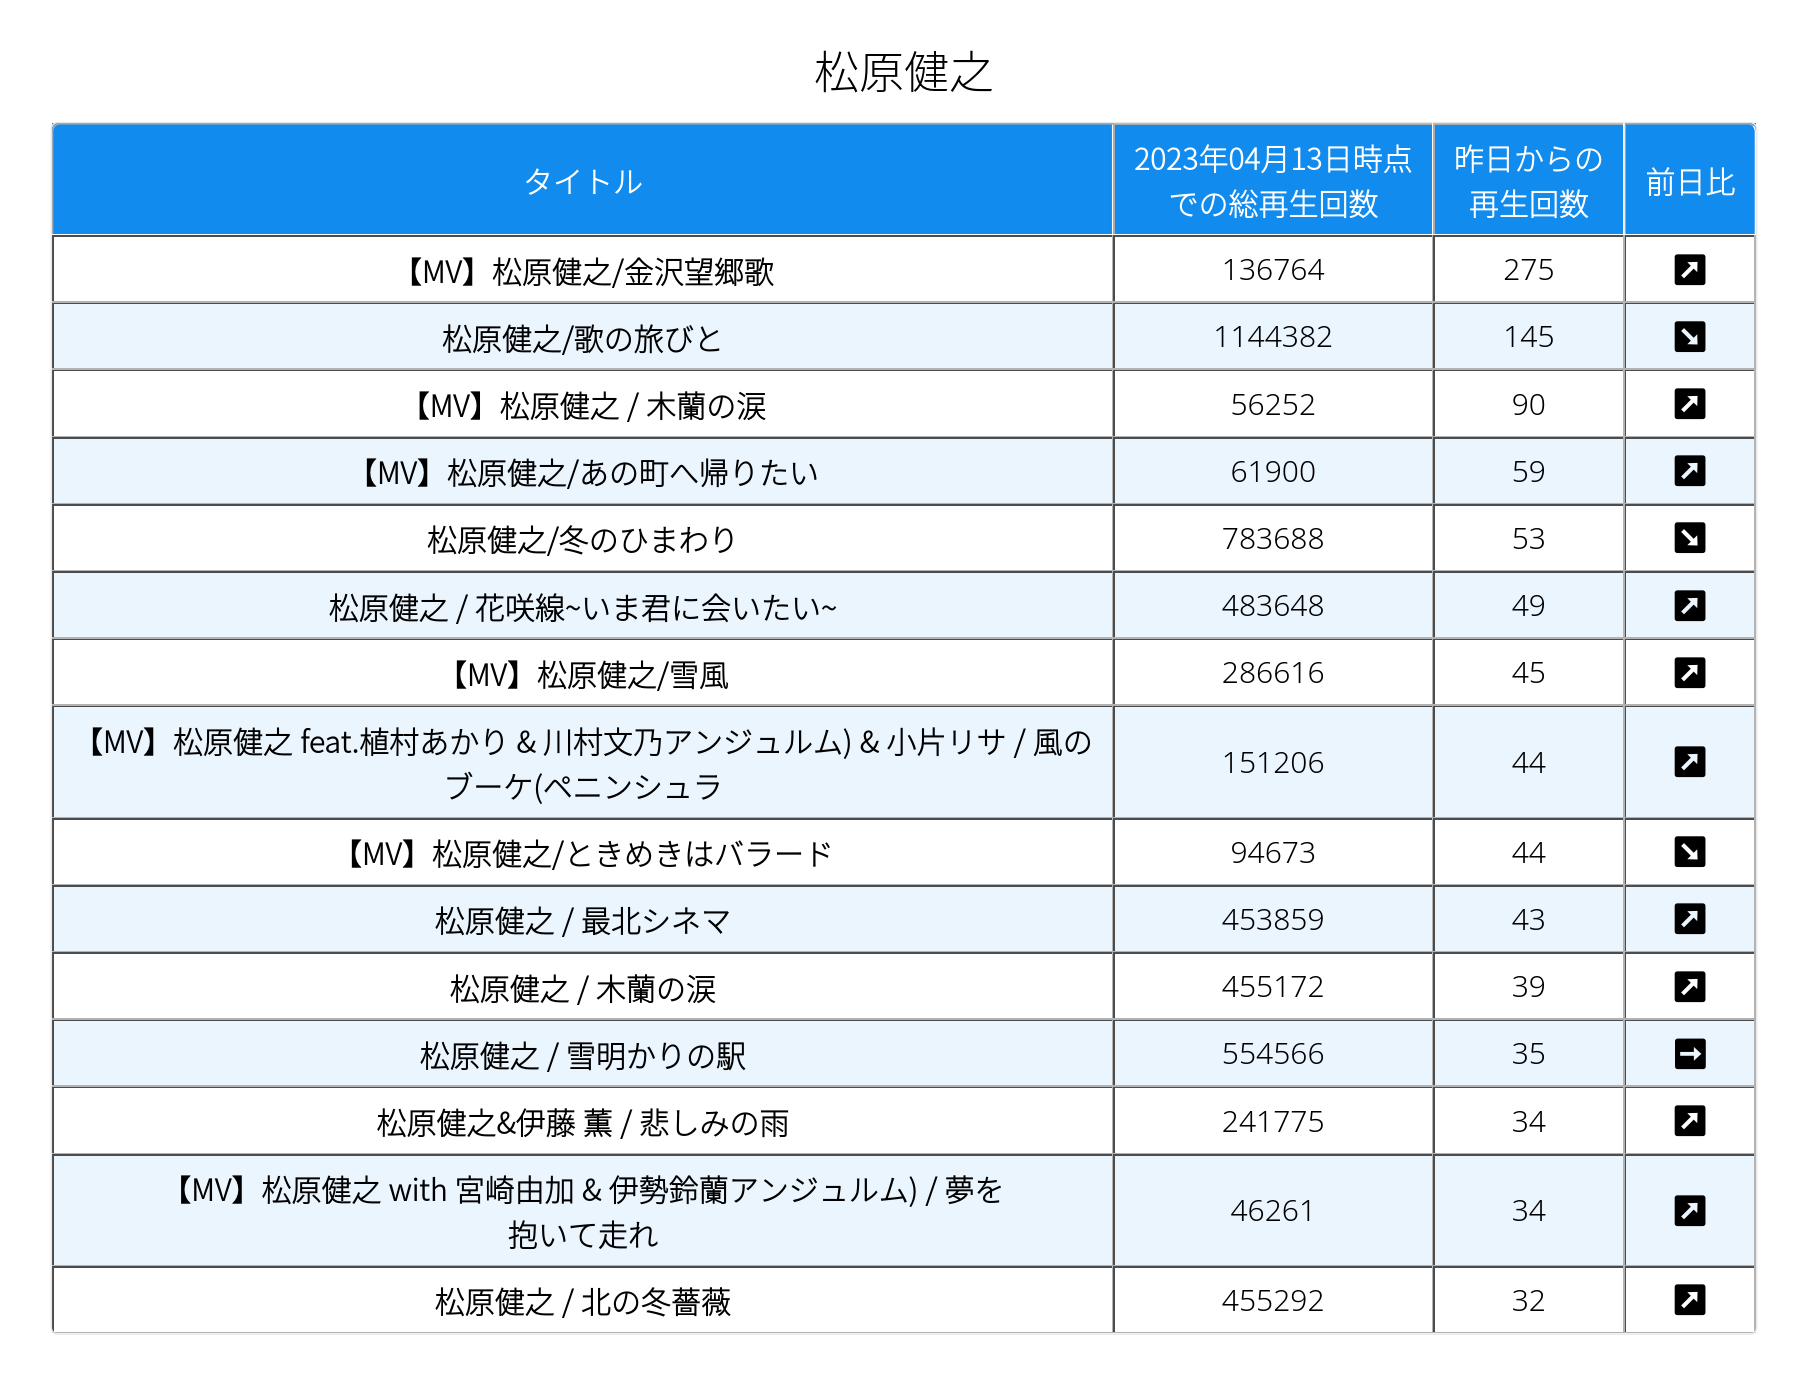 松原健之
タイトル
2023年04月13日時点
での総再生回数
昨日からの
再生回数
前日比
【MV】松原健之/金沢望郷歌 136764 275
松原健之/歌の旅びと 1144382 145
【MV】松原健之 / 木蘭の涙 56252 90
【MV】松原健之/あの町へ帰りたい 61900 59
松原健之/冬のひまわり 783688 53
松原健之 / 花咲線~いま君に会いたい~ 483648 49
【MV】松原健之/雪風 286616 45
【MV】松原健之 feat.植村あかり & 川村文乃アンジュルム) & 小片リサ / 風の
ブーケ(ペニンシュラ
151206 44
【MV】松原健之/ときめきはバラード 94673 44
松原健之 / 最北シネマ 453859 43
松原健之 / 木蘭の涙 455172 39
松原健之 / 雪明かりの駅 554566 35
松原健之&伊藤 薫 / 悲しみの雨 241775 34
【MV】松原健之 with 宮崎由加 & 伊勢鈴蘭アンジュルム) / 夢を
抱いて走れ
46261 34
松原健之 / 北の冬薔薇 455292 32